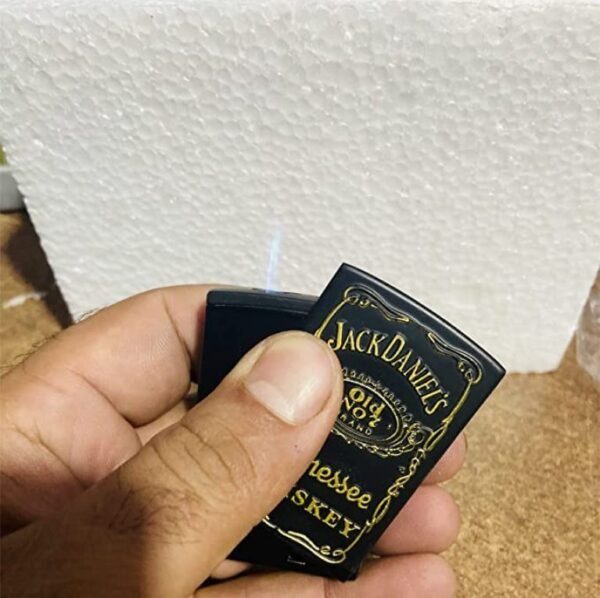 JACK DANIEL'S
Old
NO 7
BRAND
nessee
SKEY